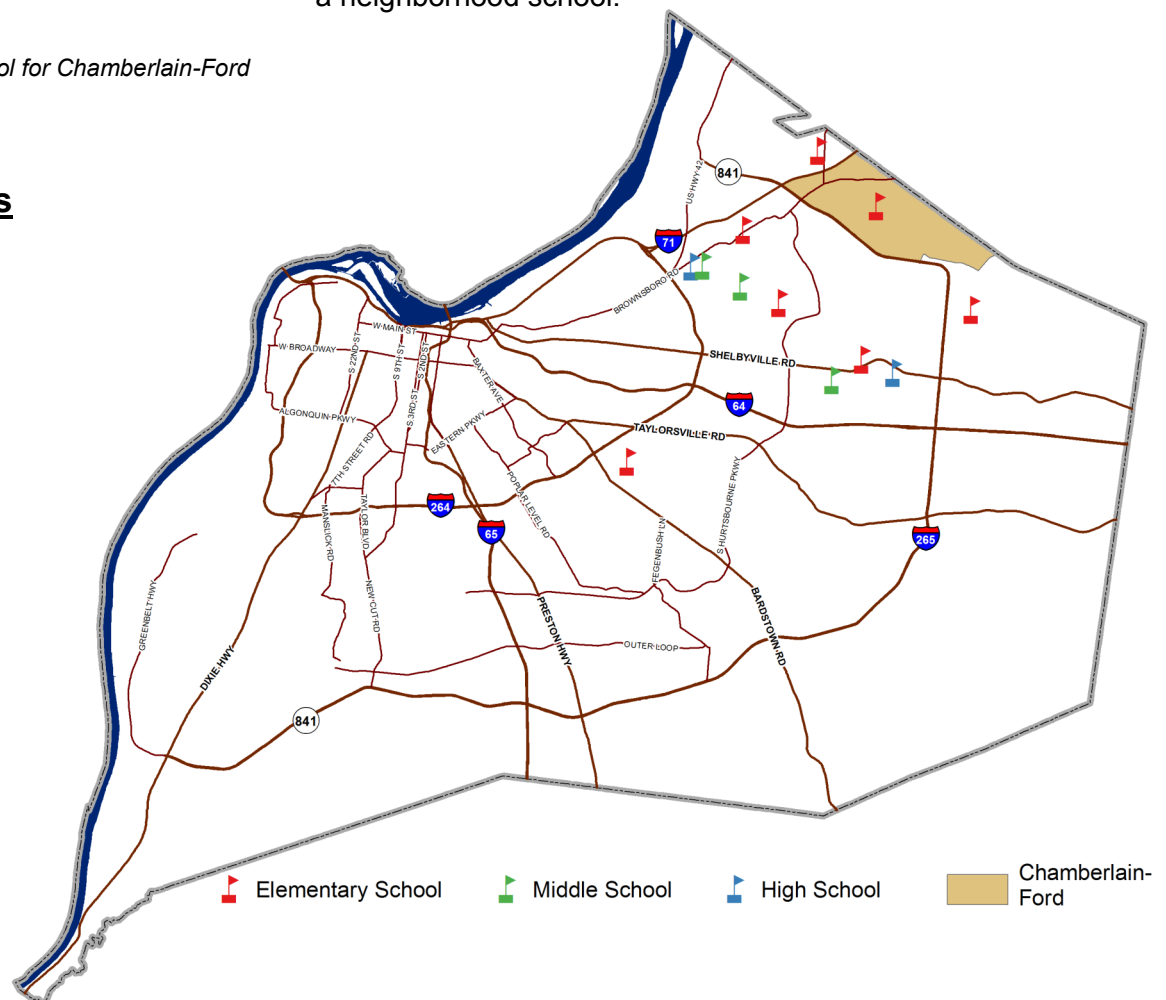 a neighborhood school.
ol for Chamberlain-Ford
s
US HWY 42
841
71
BROWNSBORO RD
W MAIN ST
W BROADWAY
S 22ND ST
S 9TH ST
S 2ND ST
S 3RD ST
BAXTER AVE
SHELBYVILLE RD
64
ALGONQUIN PKWY
EASTERN PKWY
TAYLORSVILLE RD
7TH STREET RD
POPLAR LEVEL RD
S HURTSBOURNE PKWY
MANSLICK RD
TAYLOR BLVD
264
65
265
FEGENBUSH LN
GREENBELT HWY
NEW CUT RD
PRESTON HWY
BARDSTOWN RD
OUTER LOOP
DIXIE HWY
841
Elementary School
Middle School
High School
Chamberlain-
Ford